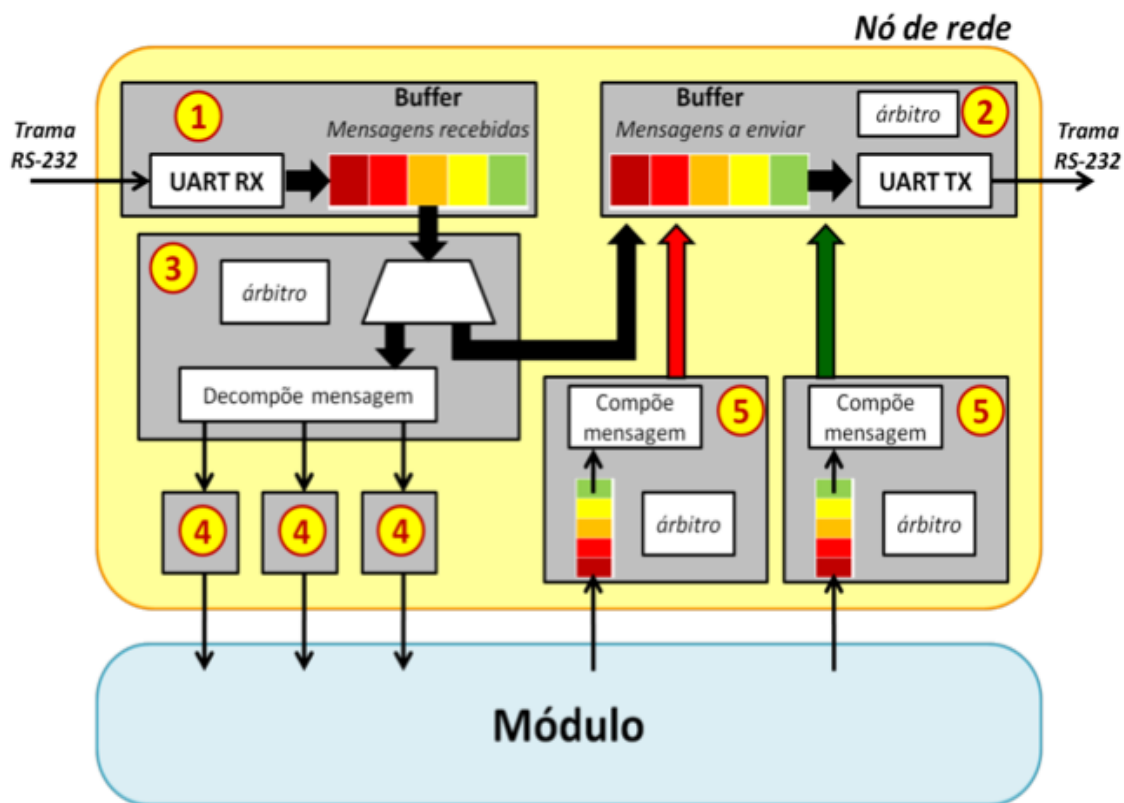 Nó de rede
1
Buffer
Mensagens recebidas
Trama
RS-232
UART RX
Buffer
Mensagens a enviar
árbitro
2
UART TX
Trama
RS-232
3
árbitro
Decompõe mensagem
4
4
4
Compõe
mensagem
5
árbitro
Compõe
mensagem
5
árbitro
Módulo